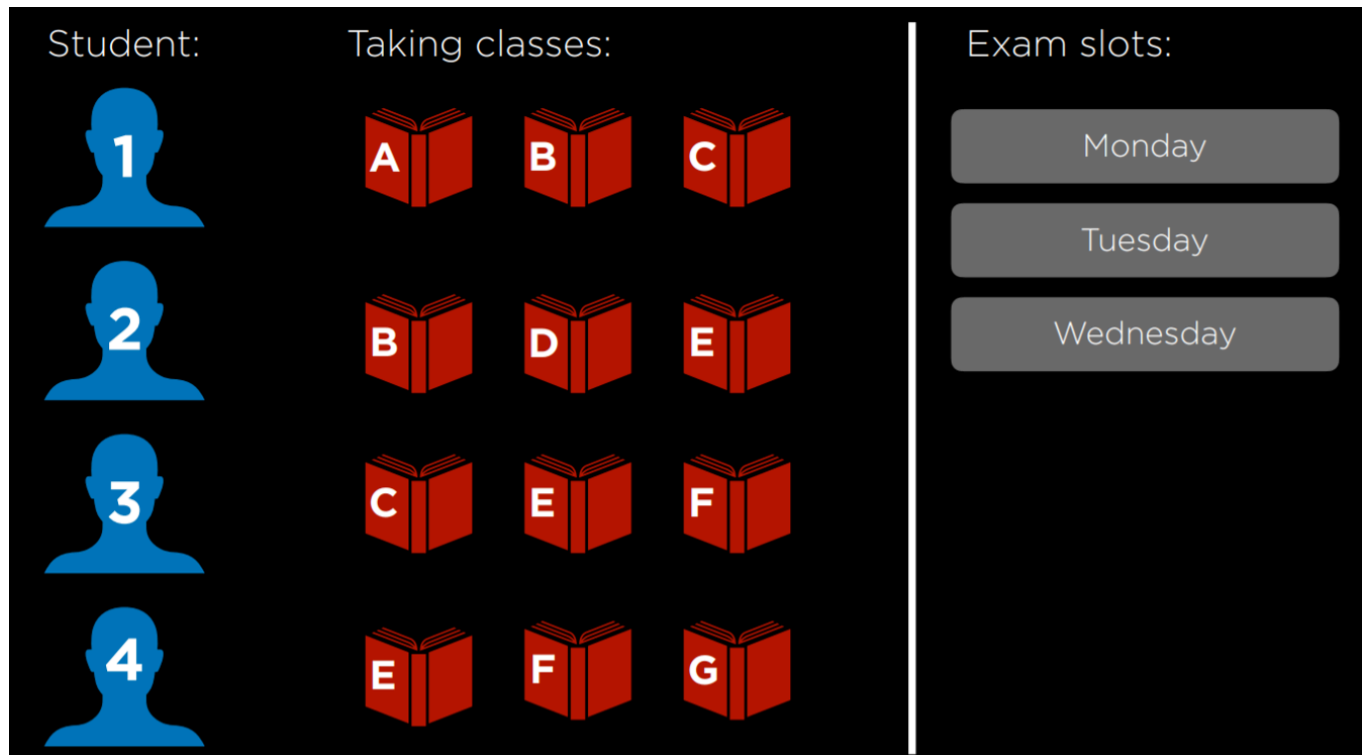 Student: Taking classes: Exam slots:
1 A B C Monday
Tuesday
2 B D E Wednesday
3 C E F
4 E F G